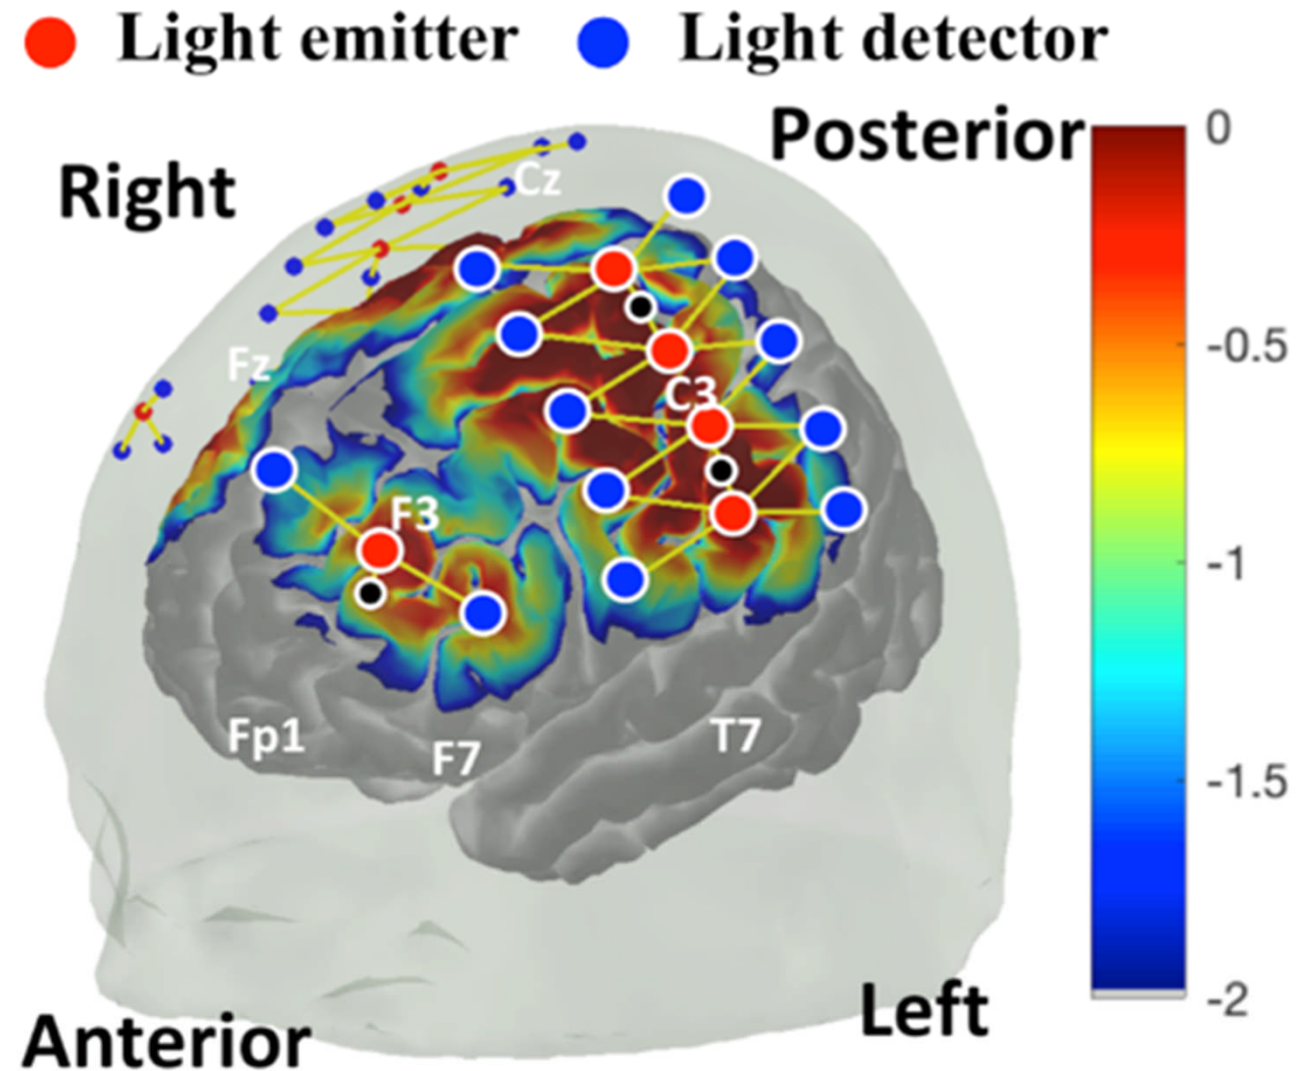 Light emitter Light detector
Posterior
Right
Cz
Fz
C3
F3
Fp1
F7
T7
Anterior
Left
0
-0.5
-1
-1.5
-2